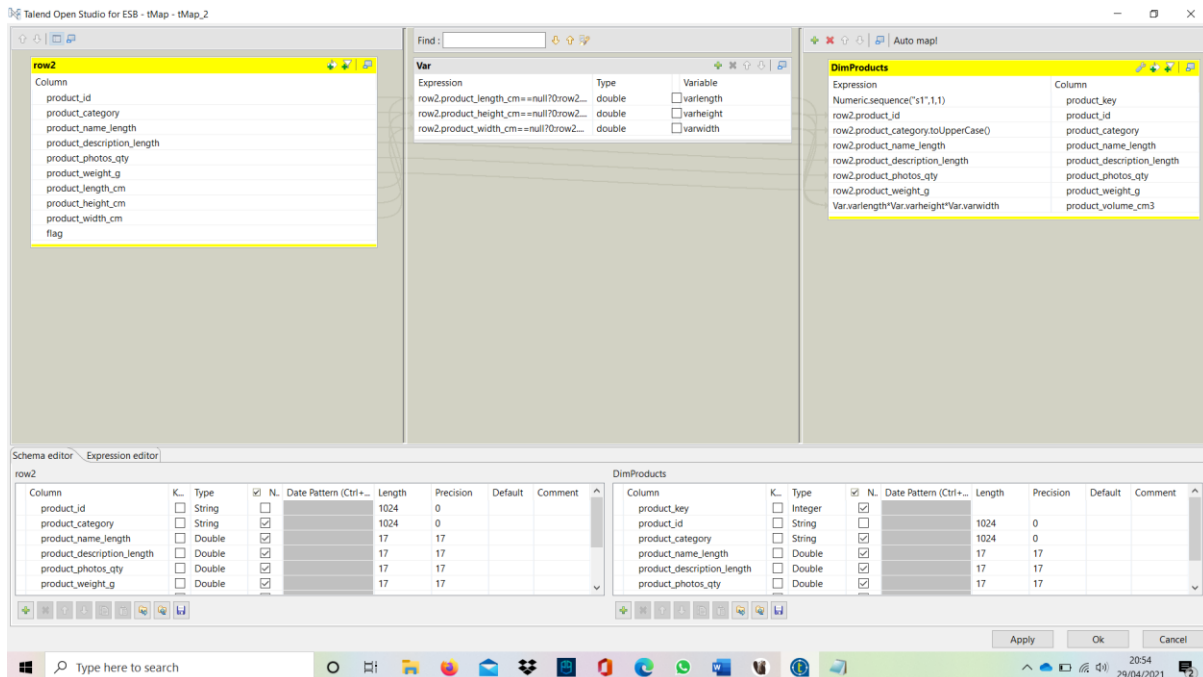 Talend Open Studio for ESB - tMap - tMap_2
Find :
Auto map!
row2
Column
product_id
product_category
product_name_length
product_description_length
product_photos_qty
product_weight_g
product_length_cm
product_height_cm
product_width_cm
flag
Var
Expression Type Variable
row2.product_length_cm==null?0:row2.... double varlength
row2.product_height_cm==null?0:row2.... double varheight
row2.product_width_cm==null?0:row2.... double varwidth
DimProducts
Expression Column
Numeric.sequence("s1",1,1) product_key
row2.product_id product_id
row2.product_category.toUpperCase() product_category
row2.product_name_length product_name_length
row2.product_description_length product_description_length
row2.product_photos_qty product_photos_qty
row2.product_weight_g product_weight_g
Var.varlength*Var.varheight*Var.varwidth product_volume_cm3
Schema editor Expression editor
row2
Column K... Type N.. Date Pattern (Ctrl+... Length Precision Default Comment
product_id String 1024 0
product_category String 1024 0
product_name_length Double 17 17
product_description_length Double 17 17
product_photos_qty Double 17 17
product_weight_g Double 17 17
DimProducts
Column K... Type N.. Date Pattern (Ctrl+... Length Precision Default Comment
product_key Integer
product_id String 1024 0
product_category String 1024 0
product_name_length Double 17 17
product_description_length Double 17 17
product_photos_qty Double 17 17
Apply Ok Cancel
Type here to search
20:54
29/04/2021